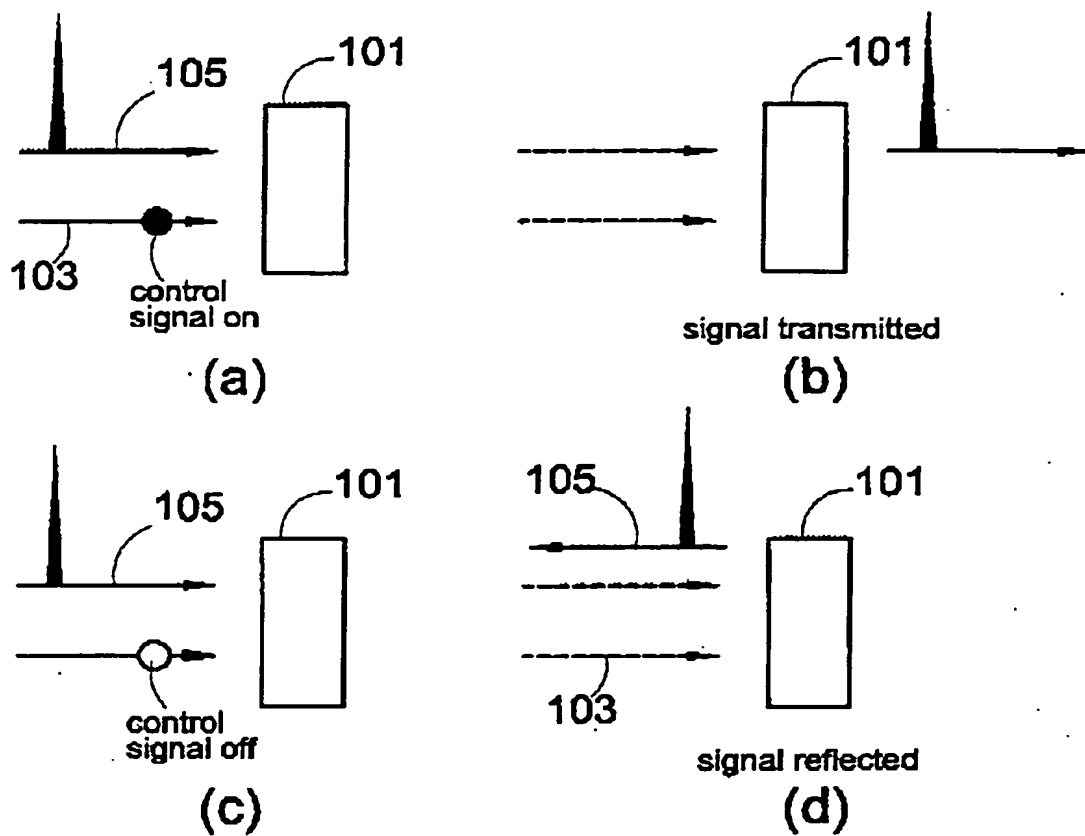 105
101
103
control
signal on
(a)
101
signal transmitted
(b)
105
101
control
signal off
(c)
105
101
103
signal reflected
(d)